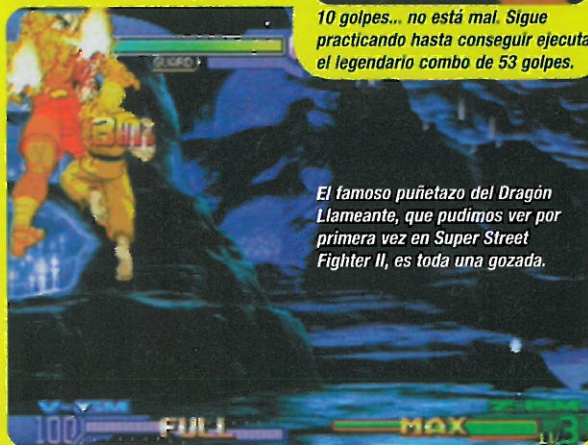 10 golpes... no está mal. Sigue
practicando hasta conseguir ejecuta
el legendario combo de 53 golpes.
GUARD
El famoso puñetazo del Dragón
Llameante, que pudimos ver por
primera vez en Super Street
Fighter II, es toda una gozada.
V-ISM
100 FULL
MAX